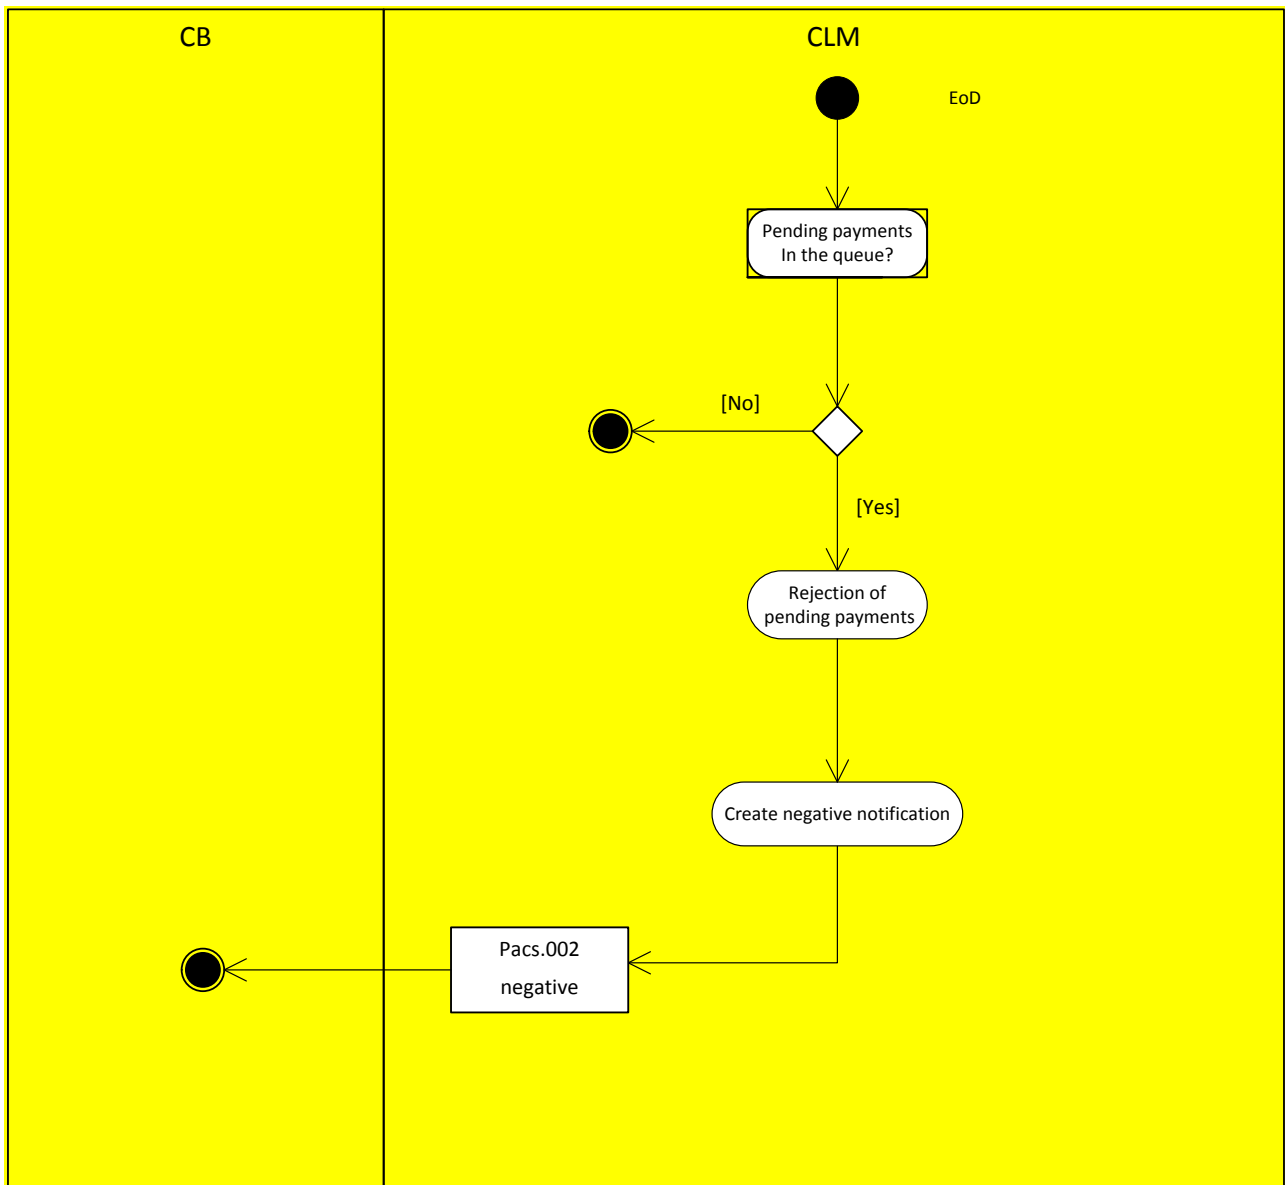 CB
CLM
EoD
Pending payments
In the queue?
[No]
[Yes]
Rejection of
pending payments
Create negative notification
Pacs.002
negative